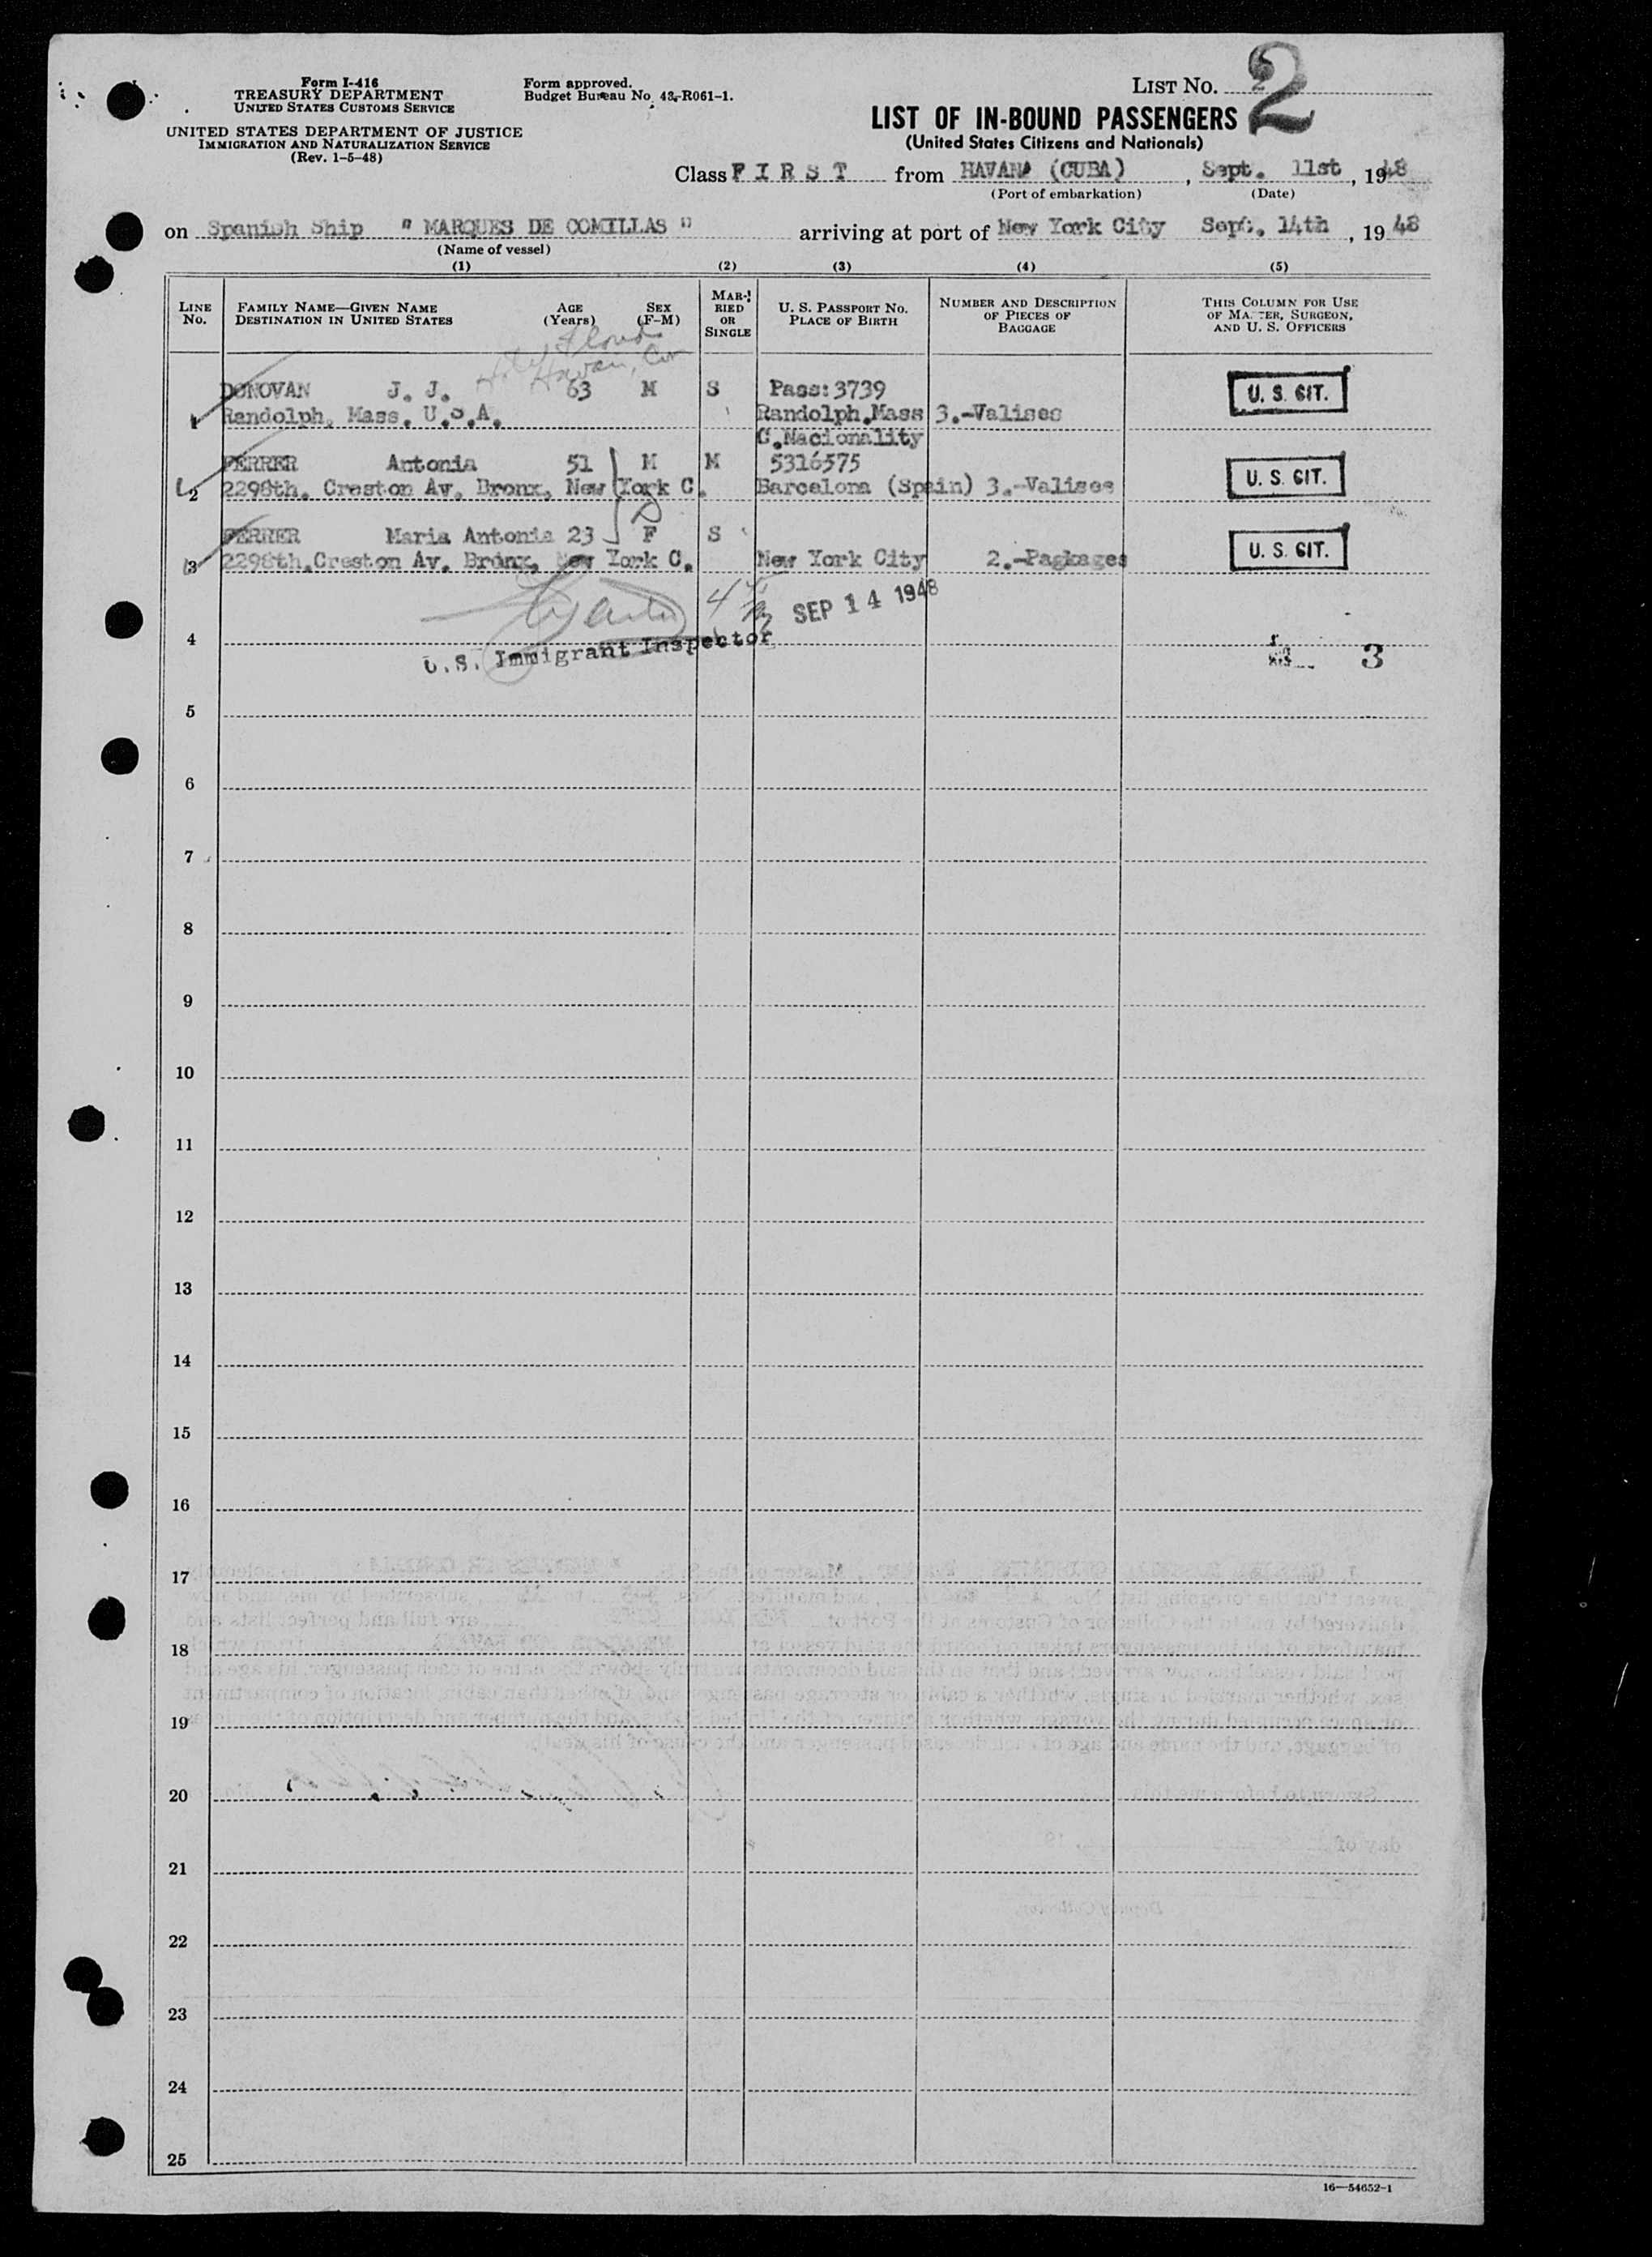 Form I-416
TREASURY DEPARTMENT
UNITED STATES CUSTOMS SERVICE
UNITED STATES DEPARTMENT OF JUSTICE
IMMIGRATION AND NATURALIZATION SERVICE
(Rev. 1-5-48)
Form approved.
Budget Bureau No. 43-R061-1.
LIST NO. 2
2
LIST OF IN-BOUND PASSENGERS
(United States Citizens and Nationals)
Class F I R S T from HAVANA (CUBA), Sept. 11st, 1948
(Port of embarkation) (Date)
on Spanish Ship " MARQUES DE COMILLAS " arriving at port of New York City Sept. 14th, 1948
(Name of vessel)
(1) (2) (3) (4) (5)
LINE No. FAMILY NAME—GIVEN NAME DESTINATION IN UNITED STATES AGE (Years) SEX (F-M) MARRIED OR SINGLE U. S. PASSPORT NO. PLACE OF BIRTH NUMBER AND DESCRIPTION OF PIECES OF BAGGAGE THIS COLUMN FOR USE OF MASTER, SURGEON, AND U. S. OFFICERS
DONOVAN J. J. 63 M S Pass:3739 U. S. CIT.
1 Randolph, Mass. U.S.A. Randolph.Mass 3.-Valises
C.Nacionality
FERRER Antonia 51 M M 5316575 U. S. CIT.
2 2298th. Creston Av. Bronx, New York C. Barcelona (Spain) 3.-Valises
FERRER Maria Antonia 23 F S U. S. CIT.
3 2298th.Creston Av. Bronx, New York C. New York City 2.-Packages
SEP 14 1948
4 U.S. Immigrant Inspector 3
5
6
7
8
9
10
11
12
13
14
15
16
17
18
19
20
21
22
23
24
25
16—54652-1